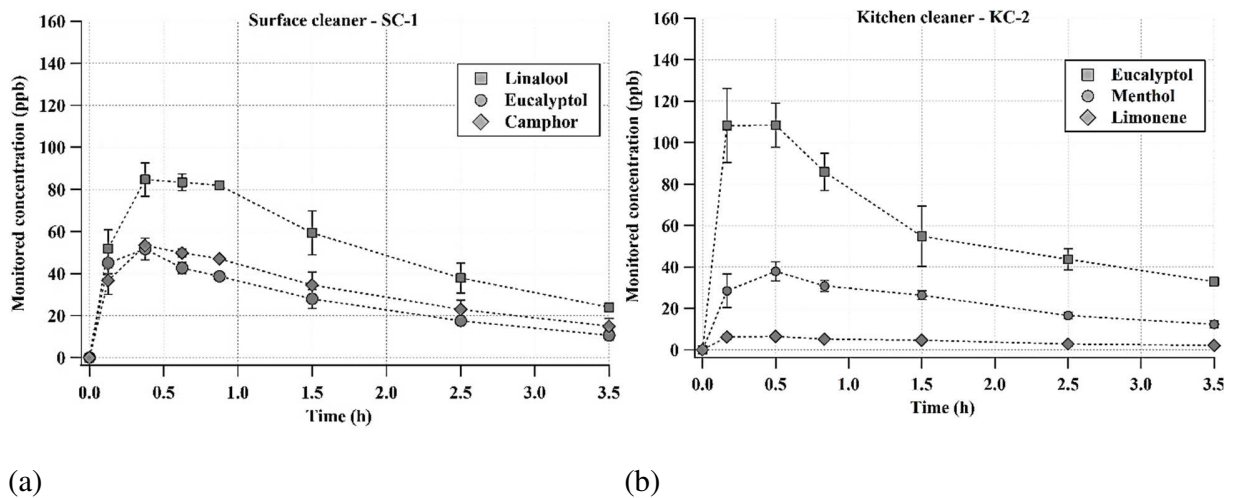 Surface cleaner - SC-1
Monitored concentration (ppb)
160
140
120
100
80
60
40
20
0
Linalool
Eucalyptol
Camphor
0.0 0.5 1.0 1.5 2.0 2.5 3.0 3.5
Time (h)
(a)
Kitchen cleaner - KC-2
Monitored concentration (ppb)
160
140
120
100
80
60
40
20
0
Eucalyptol
Menthol
Limonene
0.0 0.5 1.0 1.5 2.0 2.5 3.0 3.5
Time (h)
(b)